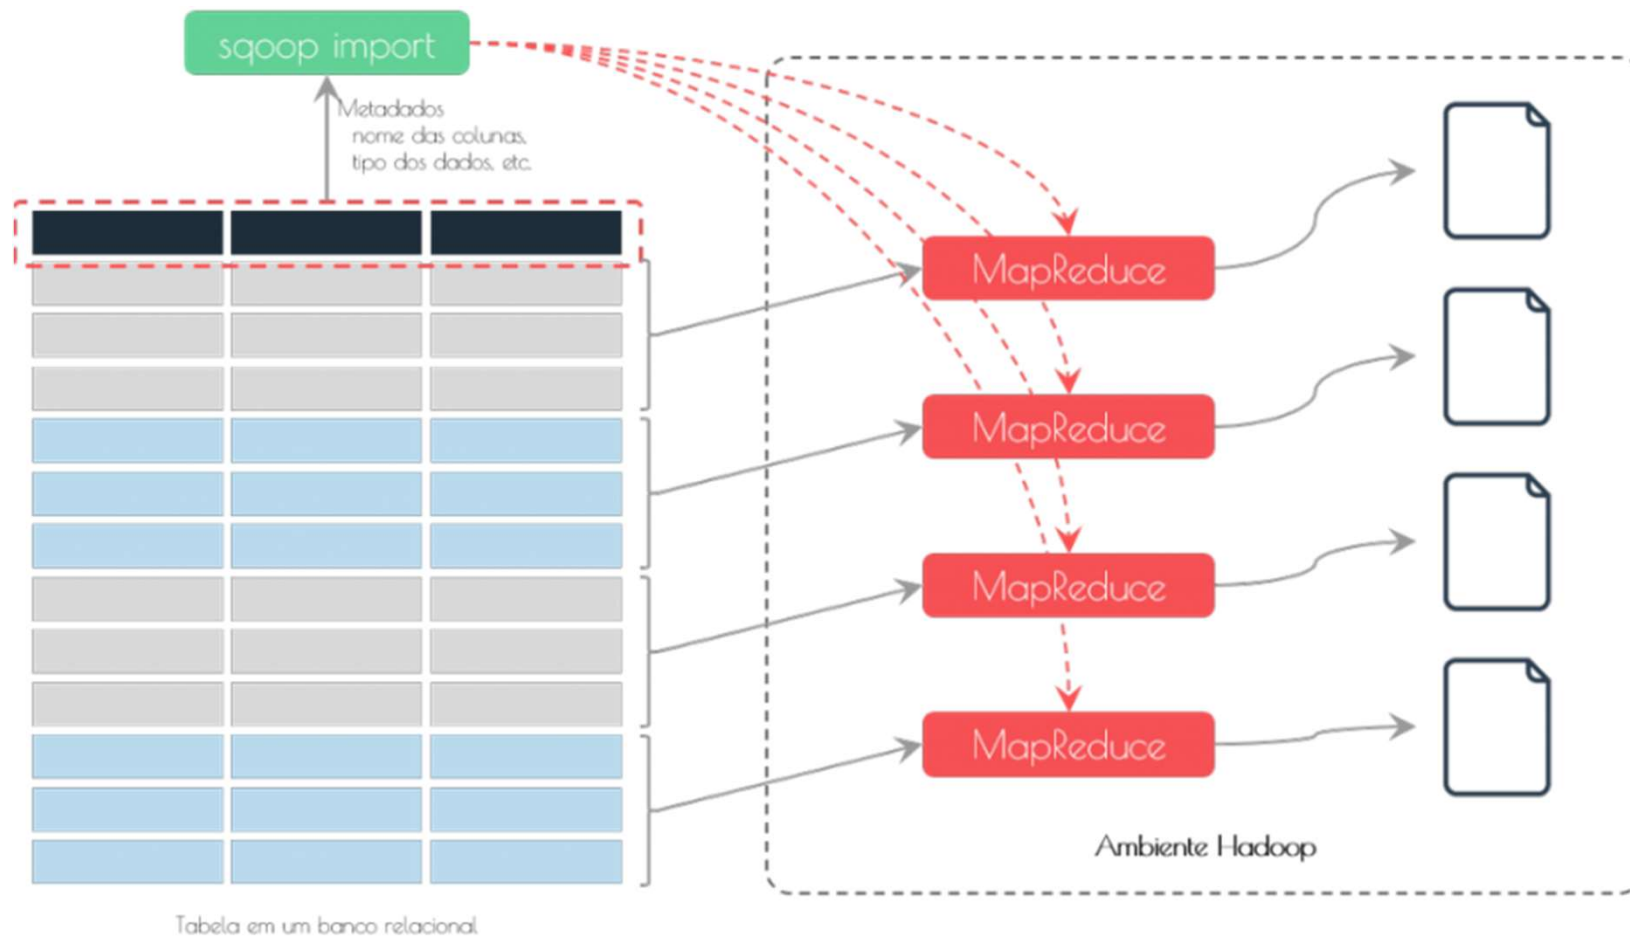 sqoop import
Metadados
nome das colunas,
tipo dos dados, etc.
MapReduce
MapReduce
MapReduce
MapReduce
Ambiente Hadoop
Tabela em um banco relacional